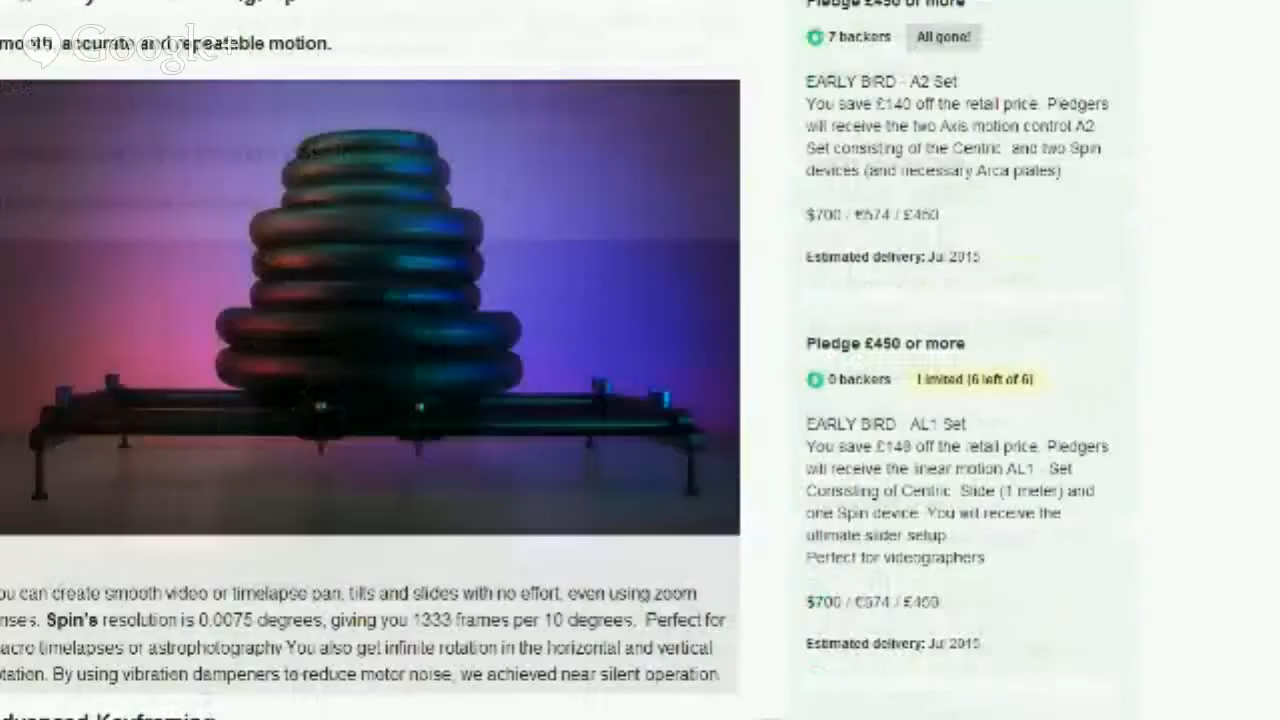 Google+
accurate and repeatable motion.
you can create smooth video or timelapse pan, tilts and slides with no effort, even using zoom
nses. Spin's resolution is 0.0075 degrees, giving you 1333 frames per 10 degrees. Perfect for
acro timelapses or astrophotography You also get infinite rotation in the horizontal and vertical
otation. By using vibration dampeners to reduce motor noise, we achieved near silent operation
dvanced Keyframing
Pledge £450 or more
7 backers All gone!
EARLY BIRD - A2 Set
You save £140 off the retail price. Pledgers
will receive the two Axis motion control A2
Set consisting of the Centric and two Spin
devices (and necessary Arca plates)
$700 / €574 / £450
Estimated delivery: Jul 2015
Pledge £450 or more
0 backers Limited (6 left of 6)
EARLY BIRD - AL1 Set
You save £148 off the retail price. Pledgers
will receive the linear motion AL1 - Set
Consisting of Centric, Slide (1 meter) and
one Spin device. You will receive the
ultimate slider setup
Perfect for videographers
$700 / €574 / £450
Estimated delivery: Jul 2015